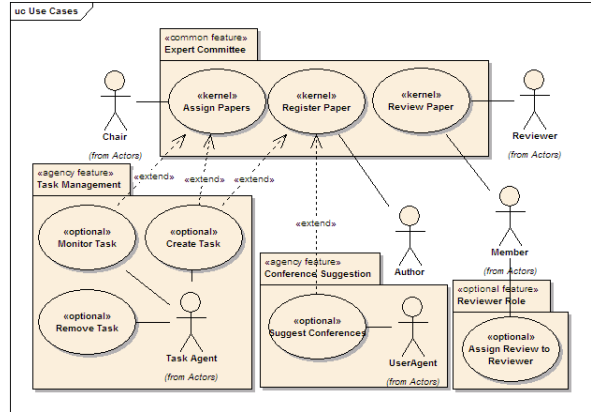 uc Use Cases
«common feature»
Expert Committee
«kernel»
Assign Papers
«kernel»
Register Paper
«kernel»
Review Paper
Chair
(from Actors)
Reviewer
(from Actors)
«agency feature»
Task Management
«extend»
«extend»
«extend»
«optional»
Monitor Task
«optional»
Create Task
«extend»
Author
Member
(from Actors)
«agency feature»
Conference Suggestion
«optional feature»
Reviewer Role
«optional»
Remove Task
«optional»
Suggest Conferences
«optional»
Assign Review to
Reviewer
Task Agent
(from Actors)
UserAgent
(from Actors)